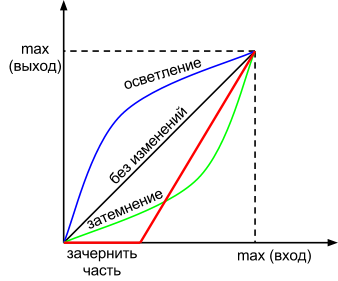 max
(выход)
осветление
без изменений
затемнение
зачернить
часть
max (вход)